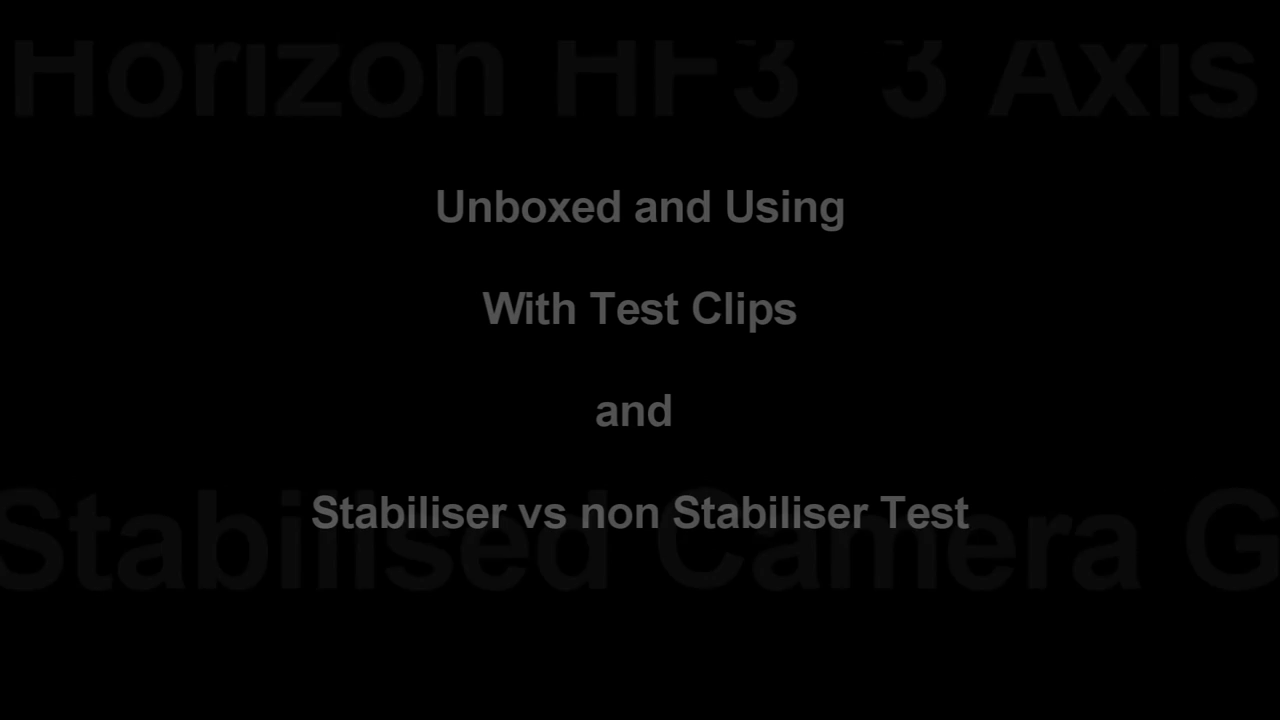 Horizon HF3 3 Axis
Unboxed and Using
With Test Clips
and
Stabiliser vs non Stabiliser Test
Stabilised Camera G